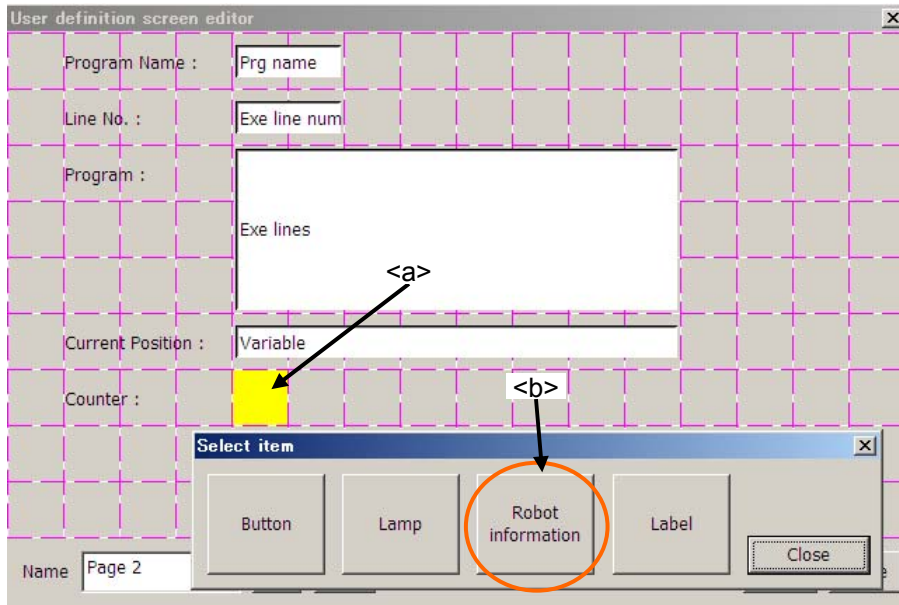 User definition screen editor
Program Name : Prg name
Line No. : Exe line num
Program :
Exe lines
<a>
Current Position : Variable
<b>
Counter :
Select item
Button
Lamp
Robot
information
Label
Close
Name Page 2